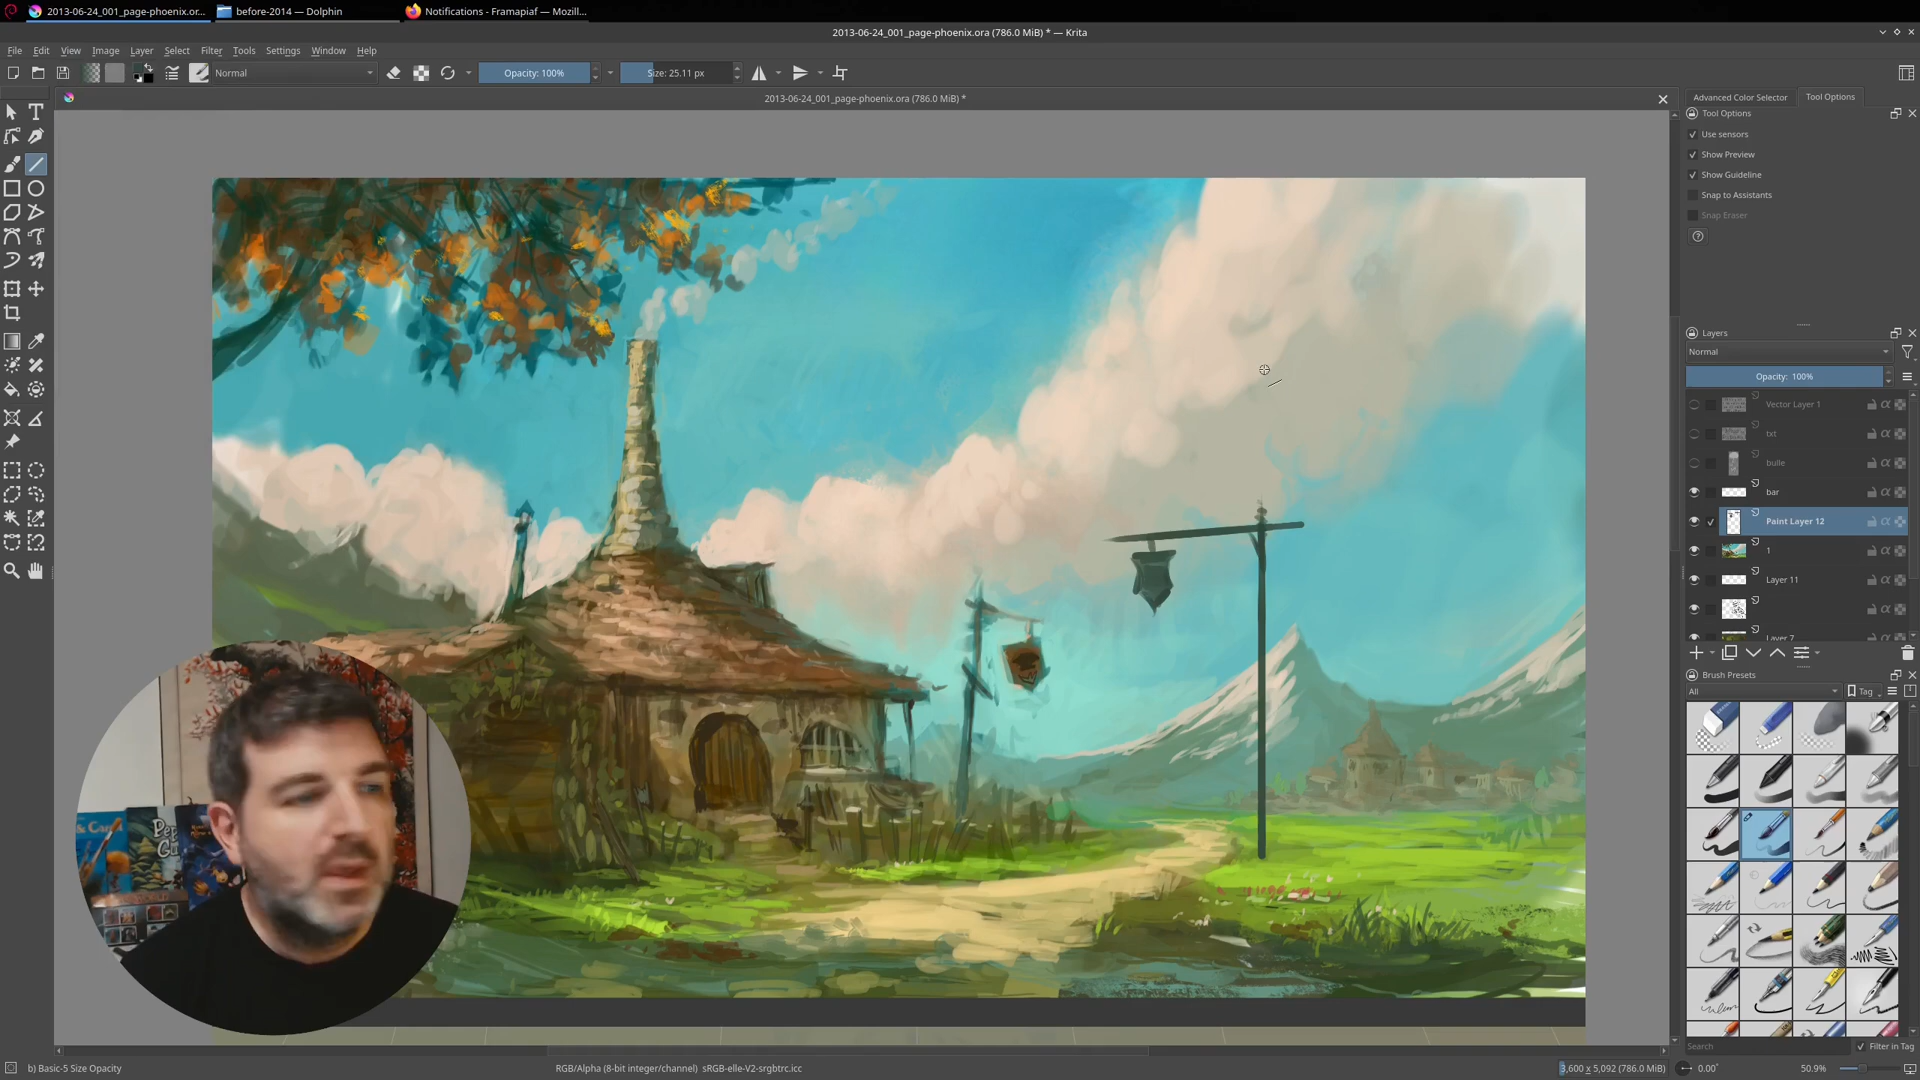 2013-06-24_001_page-phoenix.or...
before-2014 — Dolphin
Notifications - Framapiaf — Mozill...
2013-06-24_001_page-phoenix.ora (786.0 MiB) * — Krita
File Edit View Image Layer Select Filter Tools Settings Window Help
Normal
Opacity: 100%
Size: 25.11 px
2013-06-24_001_page-phoenix.ora (786.0 MiB) *
Advanced Color Selector
Tool Options
Tool Options
Use sensors
Show Preview
Show Guideline
Snap to Assistants
Snap Eraser
Layers
Normal
Opacity: 100%
Vector Layer 1
txt
bulle
bar
Paint Layer 12
1
Layer 11
Layer 7
Brush Presets
All
Tag
Search
Filter in Tag
b) Basic-5 Size Opacity
RGB/Alpha (8-bit integer/channel) sRGB-elle-V2-srgbtrc.icc
3,600 x 5,092 (786.0 MiB)
0.00°
50.9%